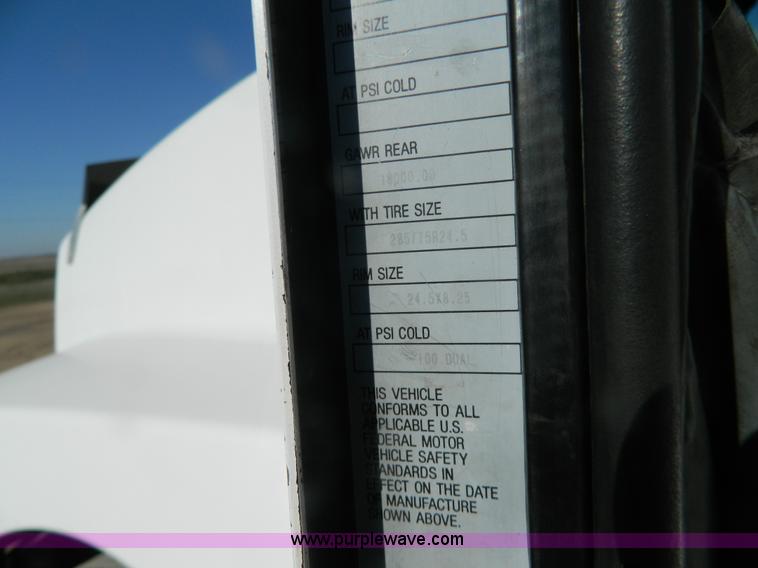 RIM SIZE
AT PSI COLD
GAWR REAR
18000.00
WITH TIRE SIZE
285/75R24.5
RIM SIZE
24.5X8.25
AT PSI COLD
100 DUAL
THIS VEHICLE
CONFORMS TO ALL
APPLICABLE U.S.
FEDERAL MOTOR
VEHICLE SAFETY
STANDARDS IN
EFFECT ON THE DATE
OF MANUFACTURE
SHOWN ABOVE.
www.purplewave.com